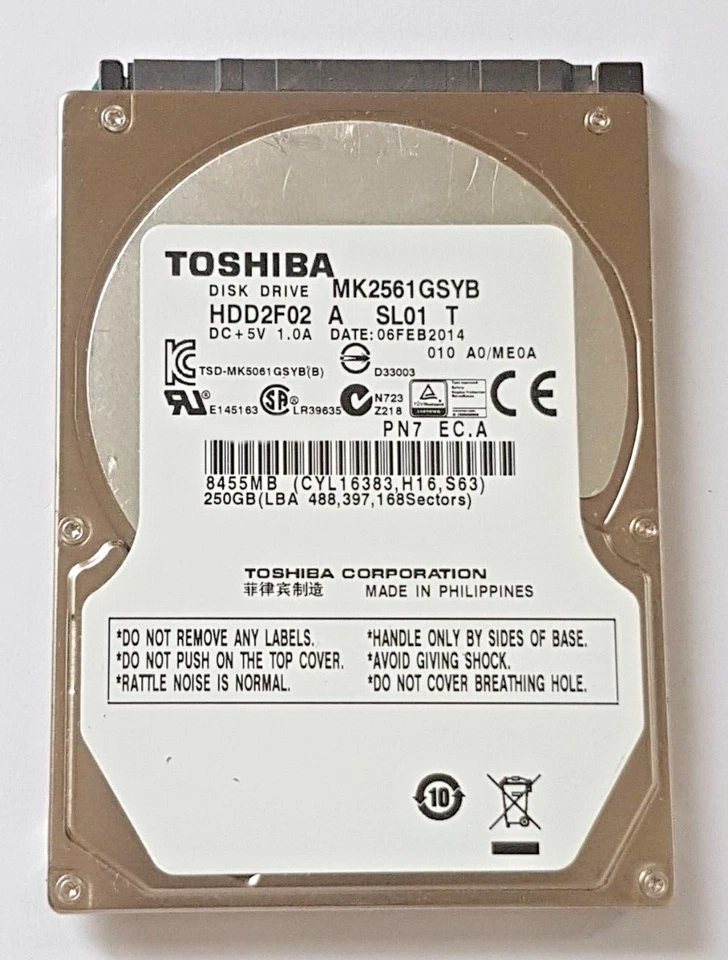 TOSHIBA
DISK DRIVE MK2561GSYB
HDD2F02 A SL01 T
DC+5V 1.0A DATE:06FEB2014
010 A0/ME0A
TSD-MK5061GSYB(B)
D33003
E145163
LR39635
N723
Z218
PN7 EC.A
8455MB (CYL16383,H16,S63)
250GB(LBA 488,397,168Sectors)
TOSHIBA CORPORATION
菲律宾制造 MADE IN PHILIPPINES
*DO NOT REMOVE ANY LABELS. *HANDLE ONLY BY SIDES OF BASE.
*DO NOT PUSH ON THE TOP COVER. *AVOID GIVING SHOCK.
*RATTLE NOISE IS NORMAL. *DO NOT COVER BREATHING HOLE.
10